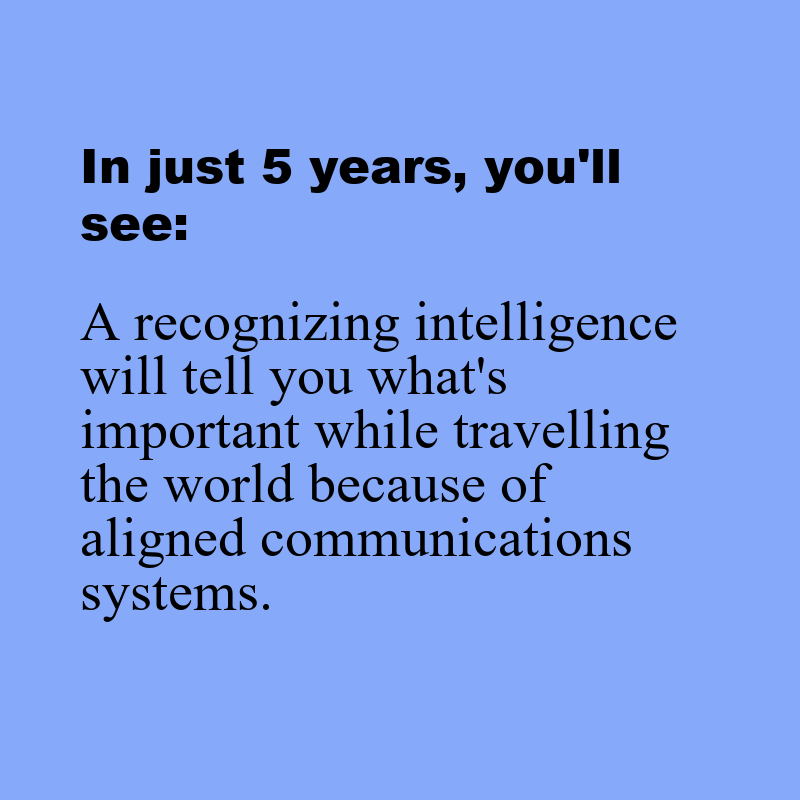 In just 5 years, you'll
see:
A recognizing intelligence
will tell you what's
important while travelling
the world because of
aligned communications
systems.